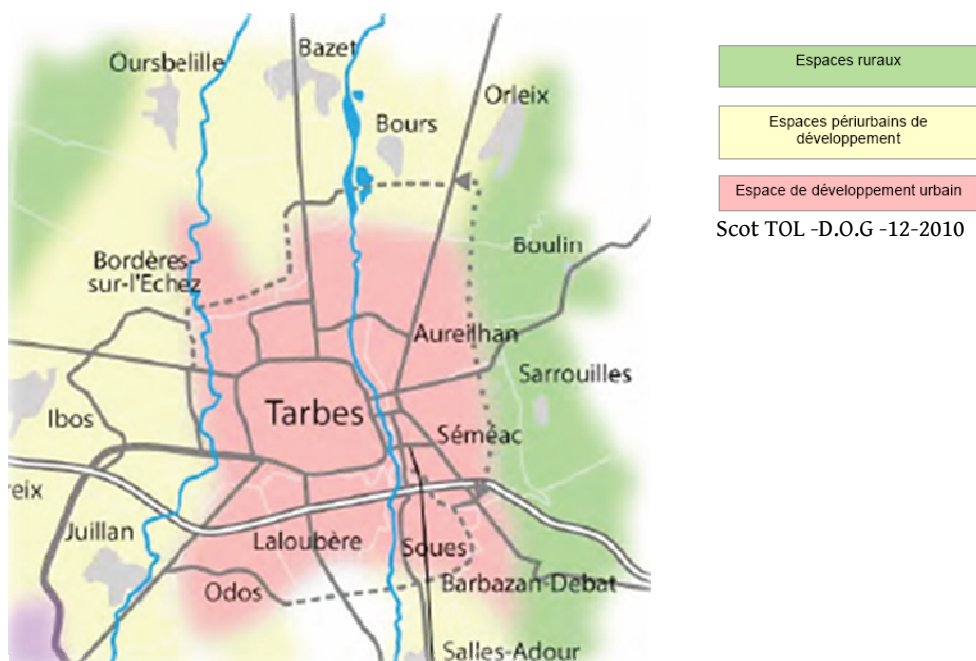 Oursbelille
Bazet
Orleix
Bours
Boulin
Bordères-
sur-l'Echez
Aureilhan
Sarrouilles
Tarbes
Ibos
Séméac
reix
Juillan
Laloubère
Soues
Odos
Barbazan-Debat
Salles-Adour
Espaces ruraux
Espaces périurbains de
développement
Espace de développement urbain
Scot TOL -D.O.G -12-2010